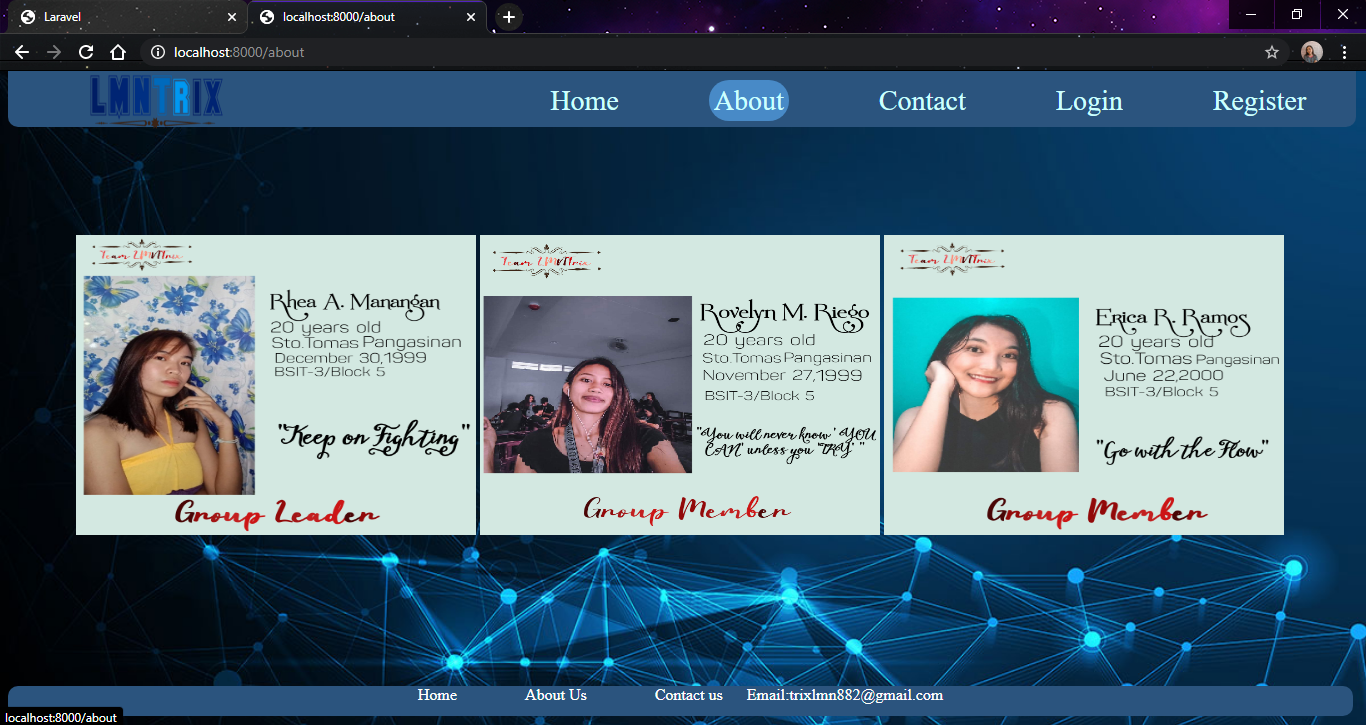 Laravel
localhost:8000/about
localhost:8000/about
LMNTRIX
Home About Contact Login Register
Team LMNTrix
Rhea A. Manangan
20 years old
Sto.Tomas Pangasinan
December 30,1999
BSIT-3/Block 5
"Keep on Fighting"
Group Leader
Team LMNTrix
Rovelyn M. Riego
20 years old
Sto.Tomas Pangasinan
November 27,1999
BSIT-3/Block 5
"You will never know ' YOU
CAN' unless you 'TRY' "
Group Member
Team LMNTrix
Erica R. Ramos
20 years old
Sto.Tomas Pangasinan
June 22,2000
BSIT-3/Block 5
"Go with the Flow"
Group Member
Home About Us Contact us Email:trixlmn882@gmail.com
localhost:8000/about